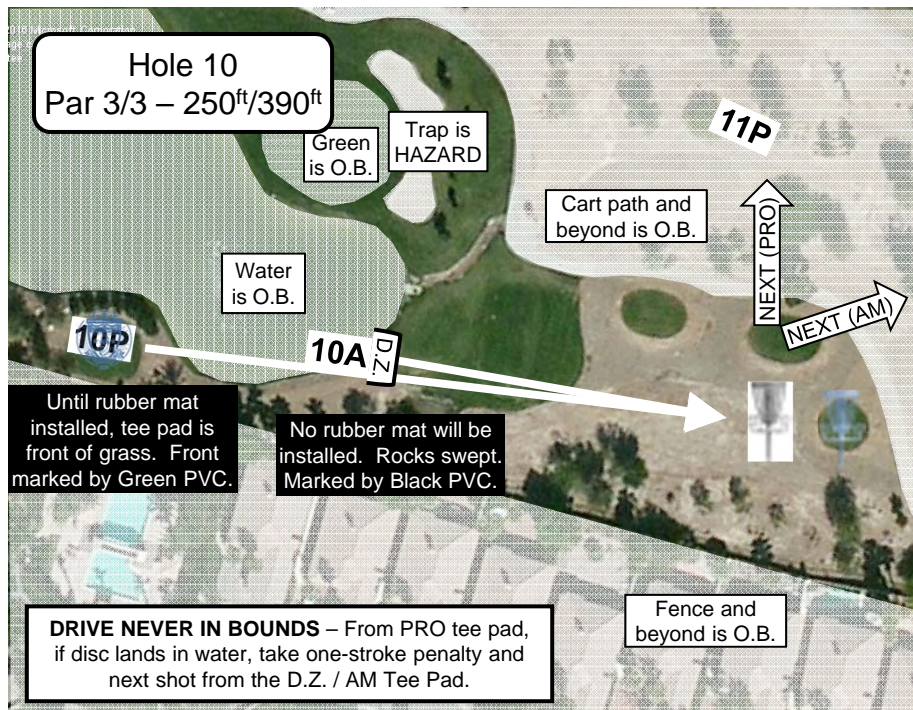 Hole 10
Par 3/3 – 250ft/390ft
Green
is O.B.
Trap is
HAZARD
11P
Cart path and
beyond is O.B.
NEXT (PRO)
NEXT (AM)
Water
is O.B.
10P
10A
D.Z.
Until rubber mat
installed, tee pad is
front of grass. Front
marked by Green PVC.
No rubber mat will be
installed. Rocks swept.
Marked by Black PVC.
Fence and
beyond is O.B.
DRIVE NEVER IN BOUNDS – From PRO tee pad,
if disc lands in water, take one-stroke penalty and
next shot from the D.Z. / AM Tee Pad.